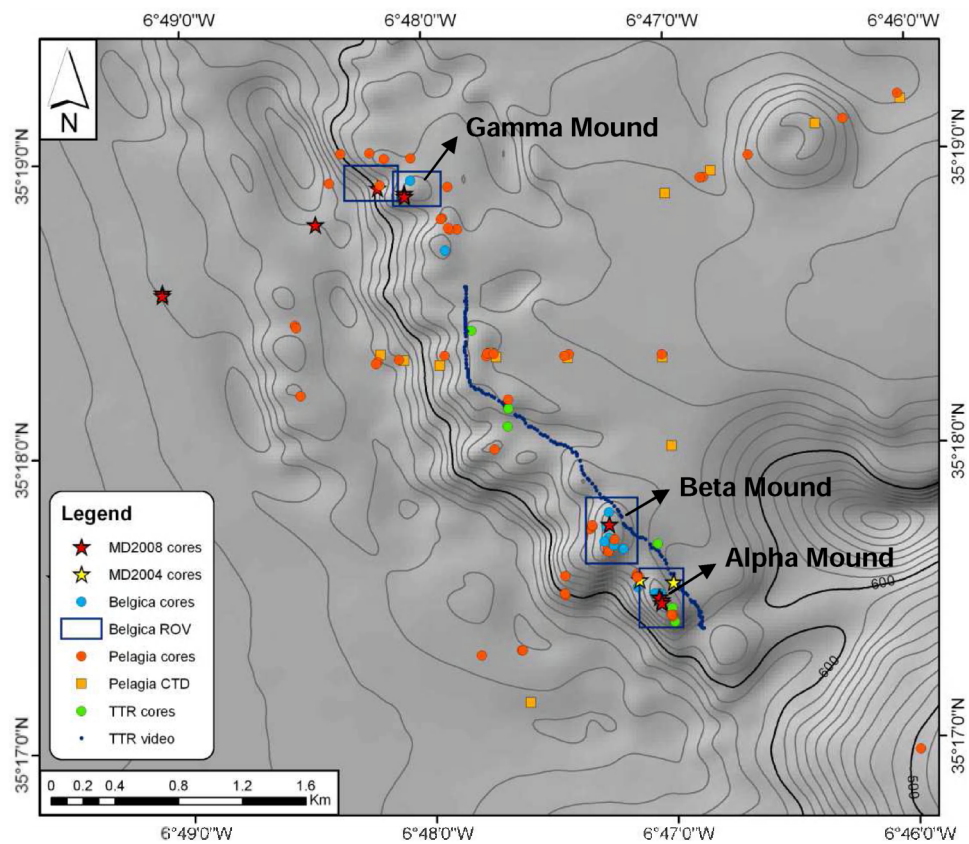 6°49'0"W 6°48'0"W 6°47'0"W 6°46'0"W
N
Gamma Mound
35°19'0"N
35°19'0"N
35°18'0"N
35°18'0"N
Beta Mound
Alpha Mound
600
600
500
Legend
MD2008 cores
MD2004 cores
Belgica cores
Belgica ROV
Pelagia cores
Pelagia CTD
TTR cores
TTR video
35°17'0"N
35°17'0"N
0 0.2 0.4 0.8 1.2 1.6
Km
6°49'0"W 6°48'0"W 6°47'0"W 6°46'0"W